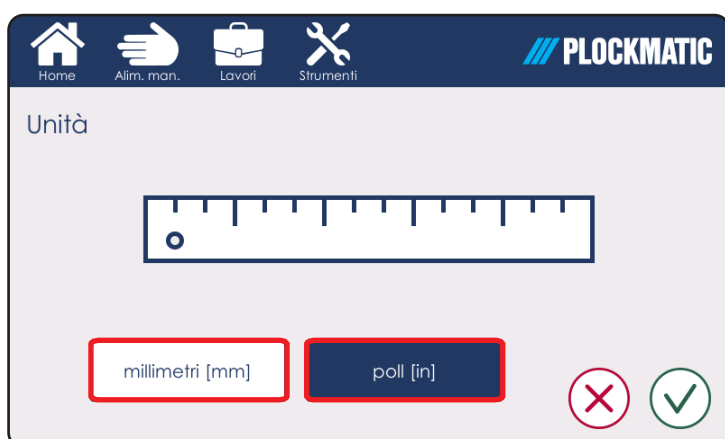 Home Alim. man. Lavori Strumenti PLOCKMATIC
Unità
millimetri [mm] poll [in]